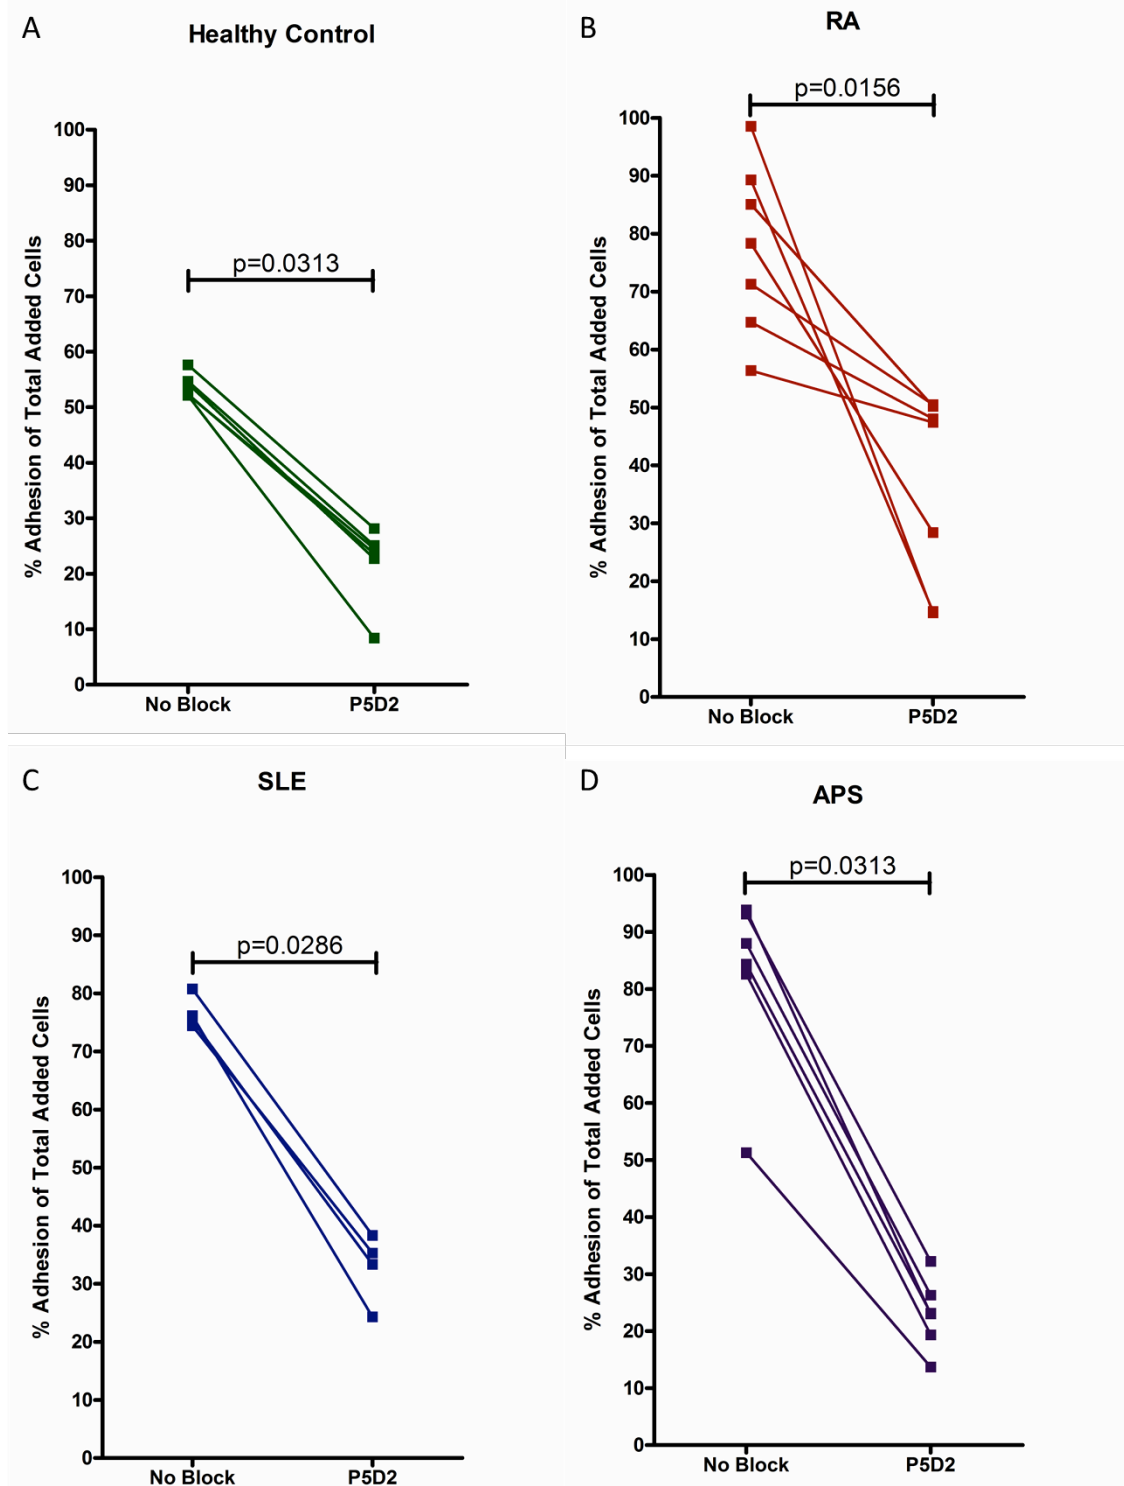 A
Healthy Control
p=0.0313
% Adhesion of Total Added Cells
100
90
80
70
60
50
40
30
20
10
0
No Block
P5D2
B
RA
p=0.0156
% Adhesion of Total Added Cells
100
90
80
70
60
50
40
30
20
10
0
No Block
P5D2
C
SLE
p=0.0286
% Adhesion of Total Added Cells
100
90
80
70
60
50
40
30
20
10
0
No Block
P5D2
D
APS
p=0.0313
% Adhesion of Total Added Cells
100
90
80
70
60
50
40
30
20
10
0
No Block
P5D2